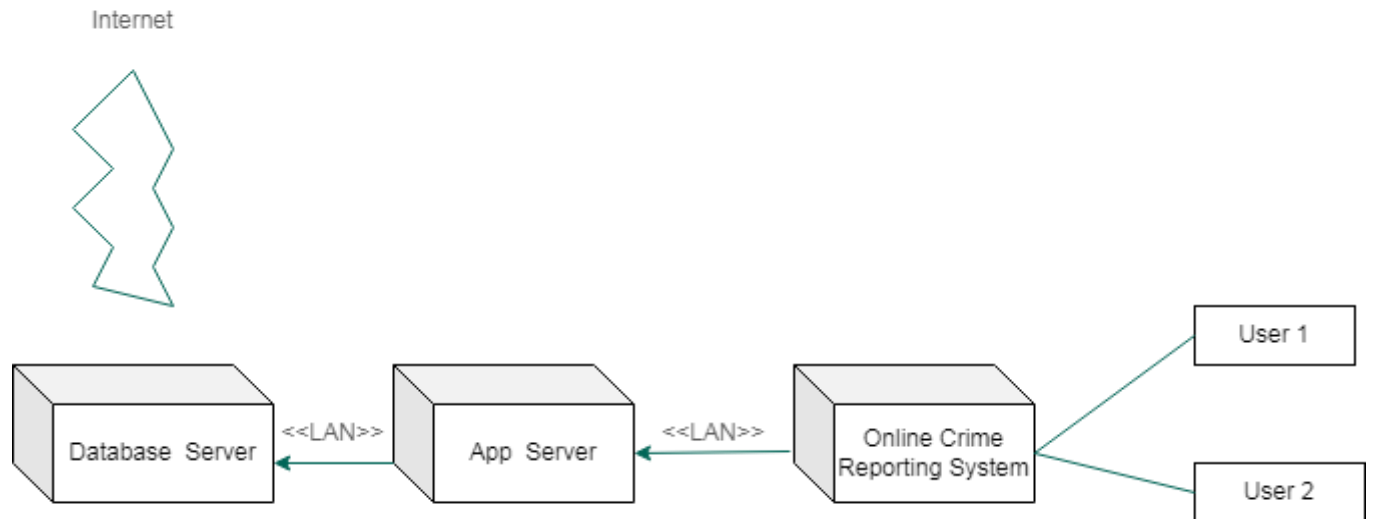 Internet
User 1
<<LAN>>
<<LAN>>
Database Server
App Server
Online Crime
Reporting System
User 2